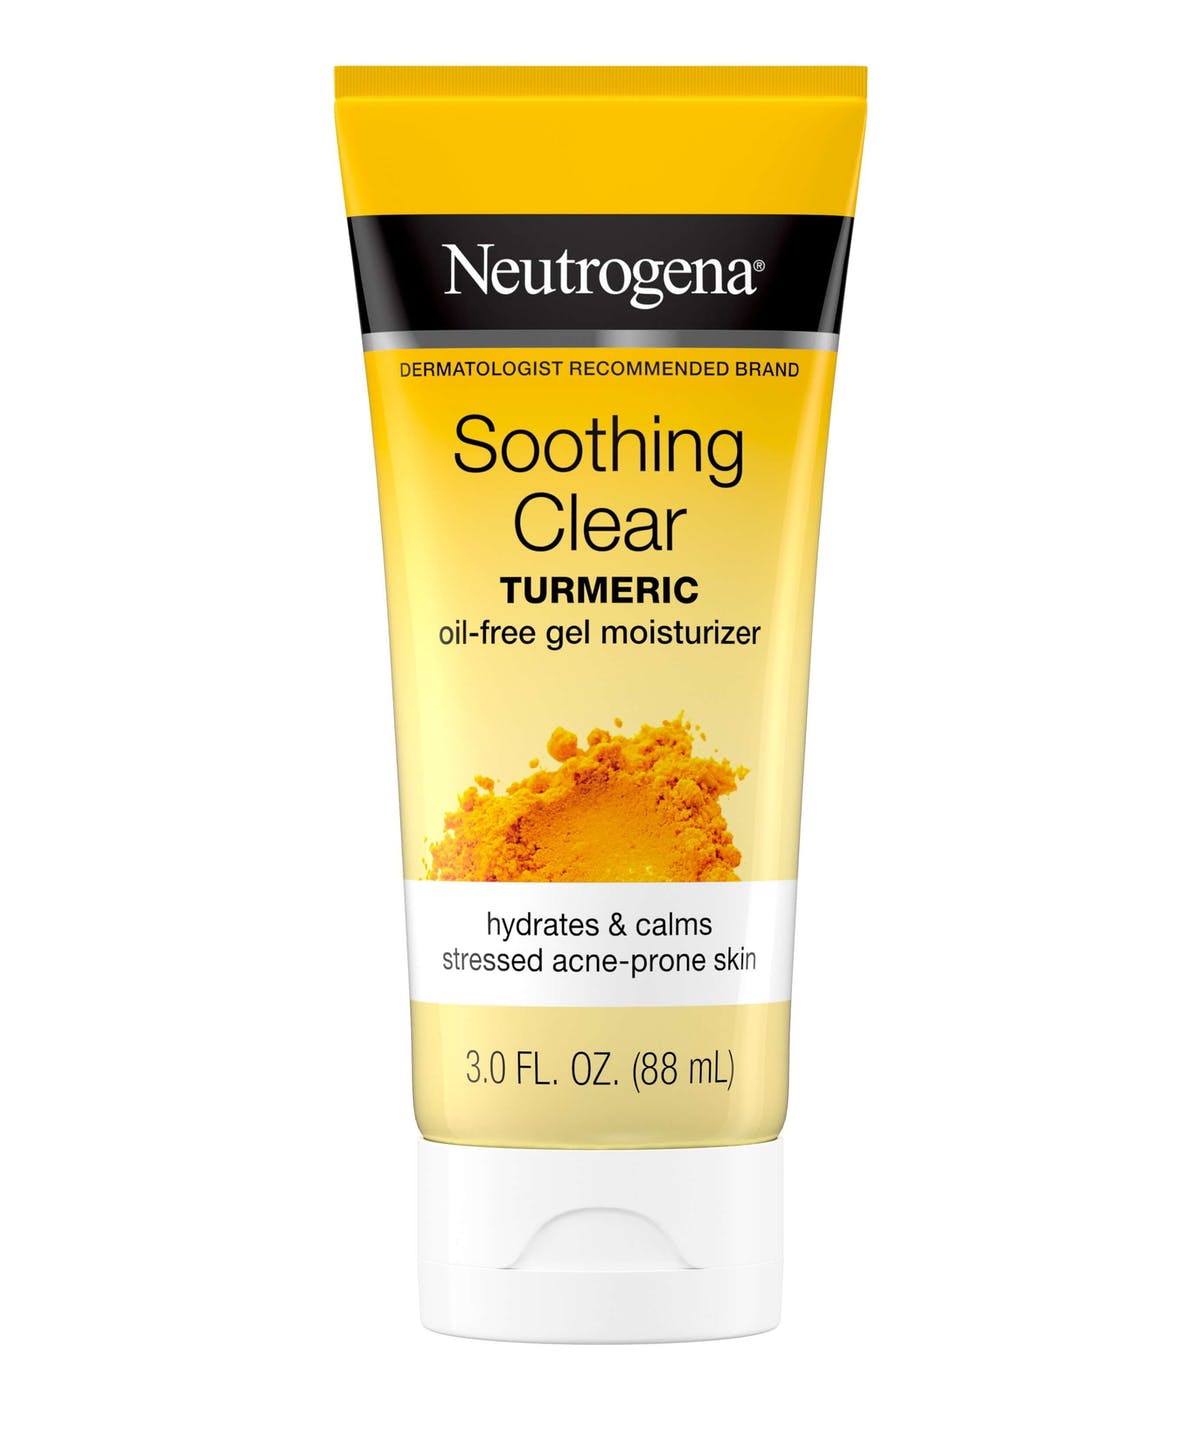 Neutrogena®
DERMATOLOGIST RECOMMENDED BRAND
Soothing
Clear
TURMERIC
oil-free gel moisturizer
hydrates & calms
stressed acne-prone skin
3.0 FL. OZ. (88 mL)